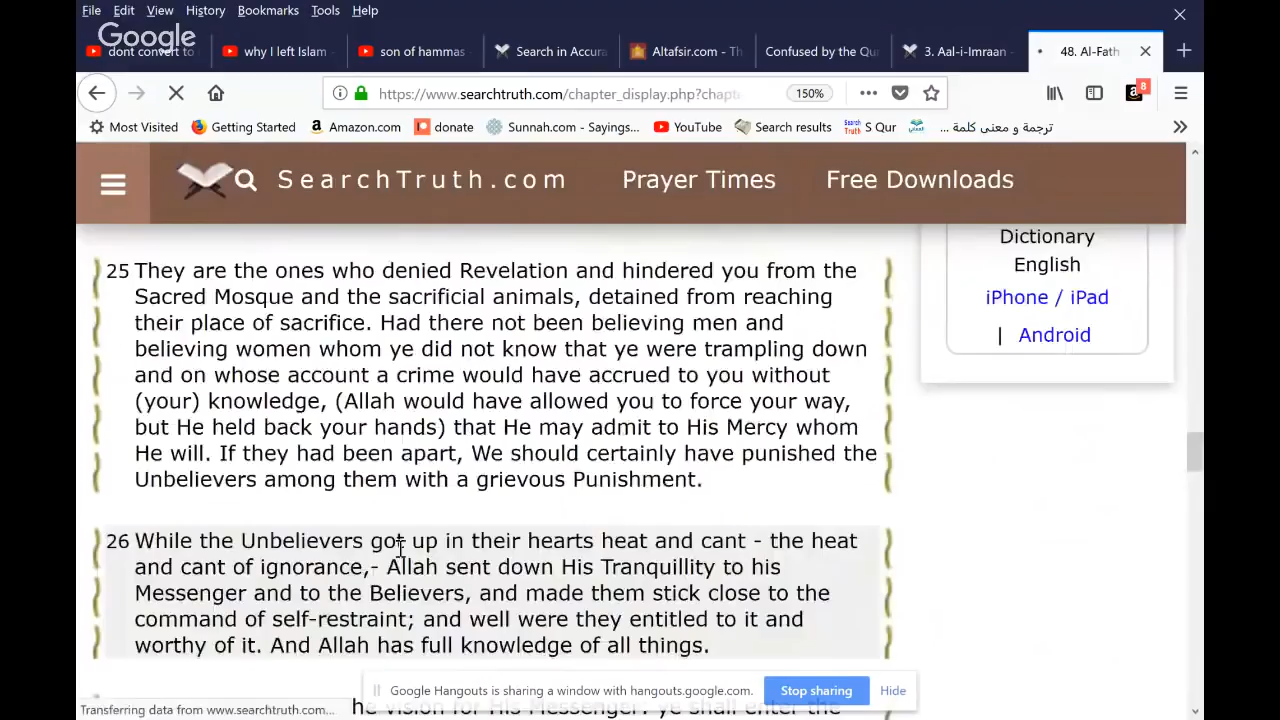 File Edit View History Bookmarks Tools Help
Google
dont convert to
why I left Islam
son of hammas
Search in Accura
Altafsir.com - Th
Confused by the Qu
3. Aal-i-Imraan
48. Al-Fath
https://www.searchtruth.com/chapter_display.php?chapte
150%
8
Most Visited Getting Started Amazon.com donate Sunnah.com - Sayings... YouTube Search results S Qur ترجمة و معنى كلمة ...
SearchTruth.com Prayer Times Free Downloads
Dictionary
English
iPhone / iPad
| Android
25 They are the ones who denied Revelation and hindered you from the
Sacred Mosque and the sacrificial animals, detained from reaching
their place of sacrifice. Had there not been believing men and
believing women whom ye did not know that ye were trampling down
and on whose account a crime would have accrued to you without
(your) knowledge, (Allah would have allowed you to force your way,
but He held back your hands) that He may admit to His Mercy whom
He will. If they had been apart, We should certainly have punished the
Unbelievers among them with a grievous Punishment.
26 While the Unbelievers got up in their hearts heat and cant - the heat
and cant of ignorance,- Allah sent down His Tranquillity to his
Messenger and to the Believers, and made them stick close to the
command of self-restraint; and well were they entitled to it and
worthy of it. And Allah has full knowledge of all things.
Google Hangouts is sharing a window with hangouts.google.com. Stop sharing Hide
Transferring data from www.searchtruth.com...
he vision for His Messenger: ye shall enter the